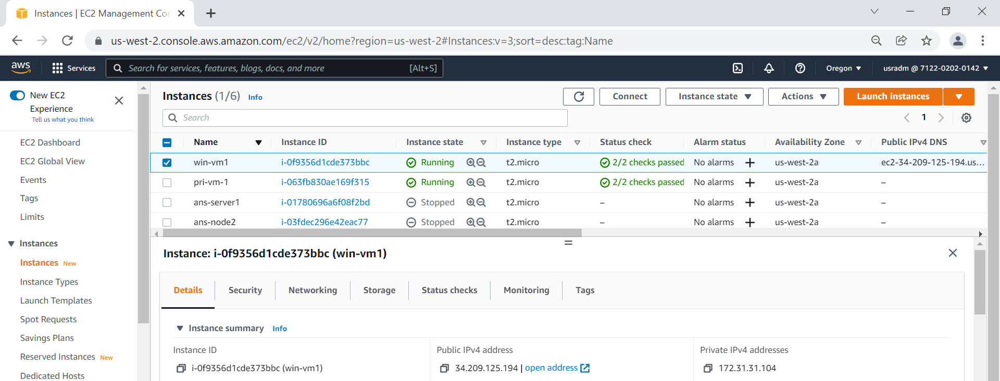 Instances | EC2 Management Con
us-west-2.console.aws.amazon.com/ec2/v2/home?region=us-west-2#Instances:v=3;sort=desc:tag:Name
aws Services Search for services, features, blogs, docs, and more [Alt+S] Oregon usradm @ 7122-0202-0142
New EC2
Experience
Tell us what you think
EC2 Dashboard
EC2 Global View
Events
Tags
Limits
Instances
Instances New
Instance Types
Launch Templates
Spot Requests
Savings Plans
Reserved Instances New
Dedicated Hosts
Instances (1/6) Info Connect Instance state Actions Launch instances
Search 1
Name Instance ID Instance state Instance type Status check Alarm status Availability Zone Public IPv4 DNS
win-vm1 i-0f9356d1cde373bbc Running t2.micro 2/2 checks passed No alarms us-west-2a ec2-34-209-125-194.us...
pri-vm-1 i-063fb830ae169f315 Running t2.micro 2/2 checks passed No alarms us-west-2a –
ans-server1 i-01780696a6f08f2bd Stopped t2.micro – No alarms us-west-2a –
ans-node2 i-03fdec296e42eac77 Stopped t2.micro – No alarms us-west-2a –
Instance: i-0f9356d1cde373bbc (win-vm1)
Details Security Networking Storage Status checks Monitoring Tags
Instance summary Info
Instance ID Public IPv4 address Private IPv4 addresses
i-0f9356d1cde373bbc (win-vm1) 34.209.125.194 | open address 172.31.31.104